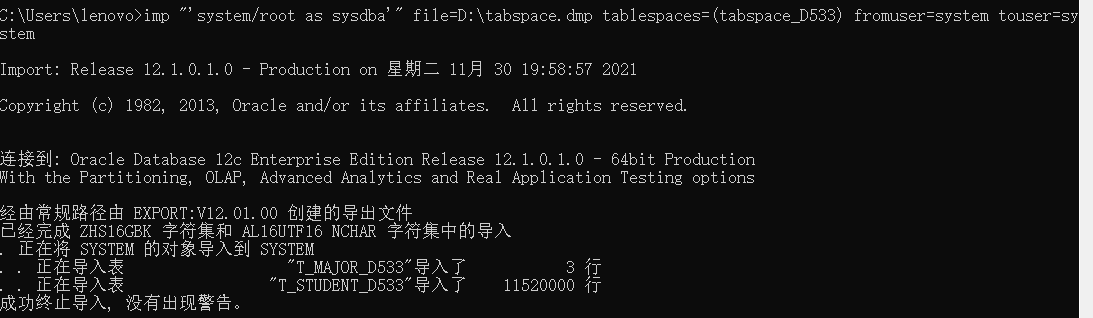 C:\Users\lenovo>imp "'system/root as sysdba'" file=D:\tabspace.dmp tablespaces=(tabspace_D533) fromuser=system touser=sy
stem
Import: Release 12.1.0.1.0 - Production on 星期二 11月 30 19:58:57 2021
Copyright (c) 1982, 2013, Oracle and/or its affiliates.  All rights reserved.
连接到: Oracle Database 12c Enterprise Edition Release 12.1.0.1.0 - 64bit Production
With the Partitioning, OLAP, Advanced Analytics and Real Application Testing options
经由常规路径由 EXPORT:V12.01.00 创建的导出文件
已经完成 ZHS16GBK 字符集和 AL16UTF16 NCHAR 字符集中的导入
. 正在将 SYSTEM 的对象导入到 SYSTEM
. . 正在导入表                  "T_MAJOR_D533"导入了           3 行
. . 正在导入表                "T_STUDENT_D533"导入了    11520000 行
成功终止导入, 没有出现警告。